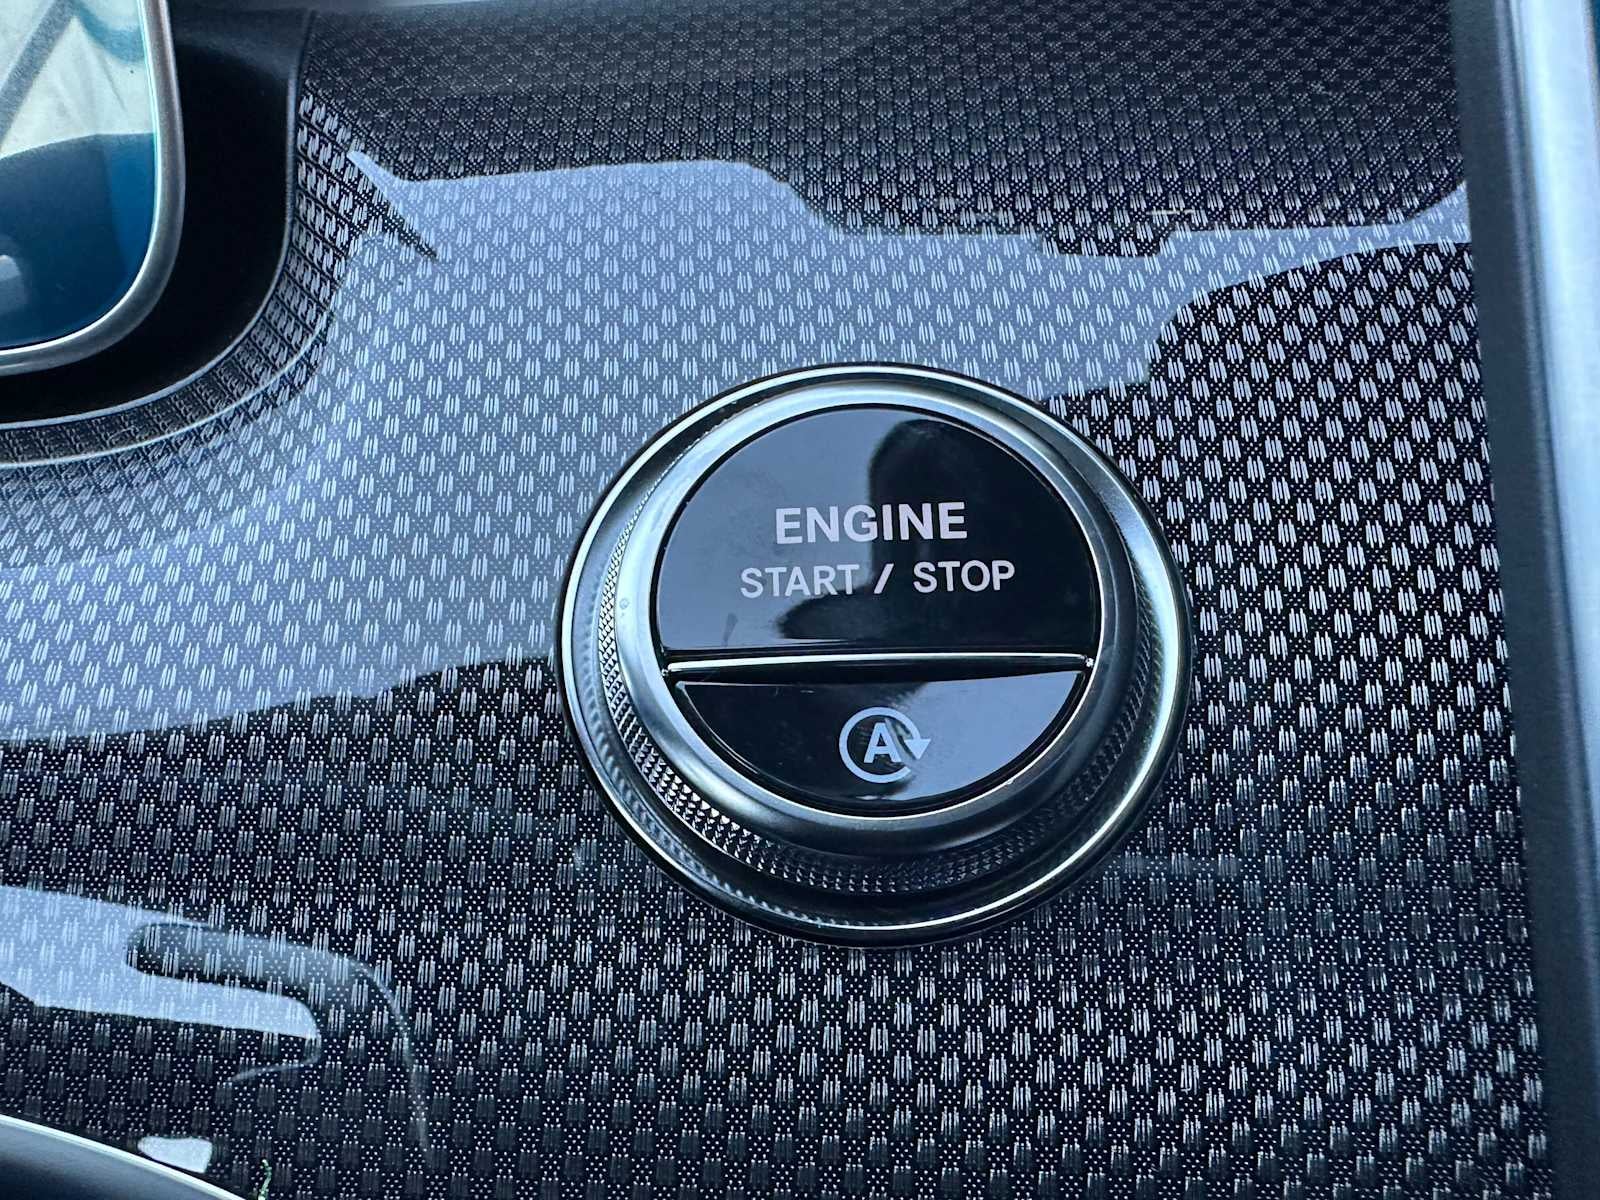 ENGINE
START / STOP
A